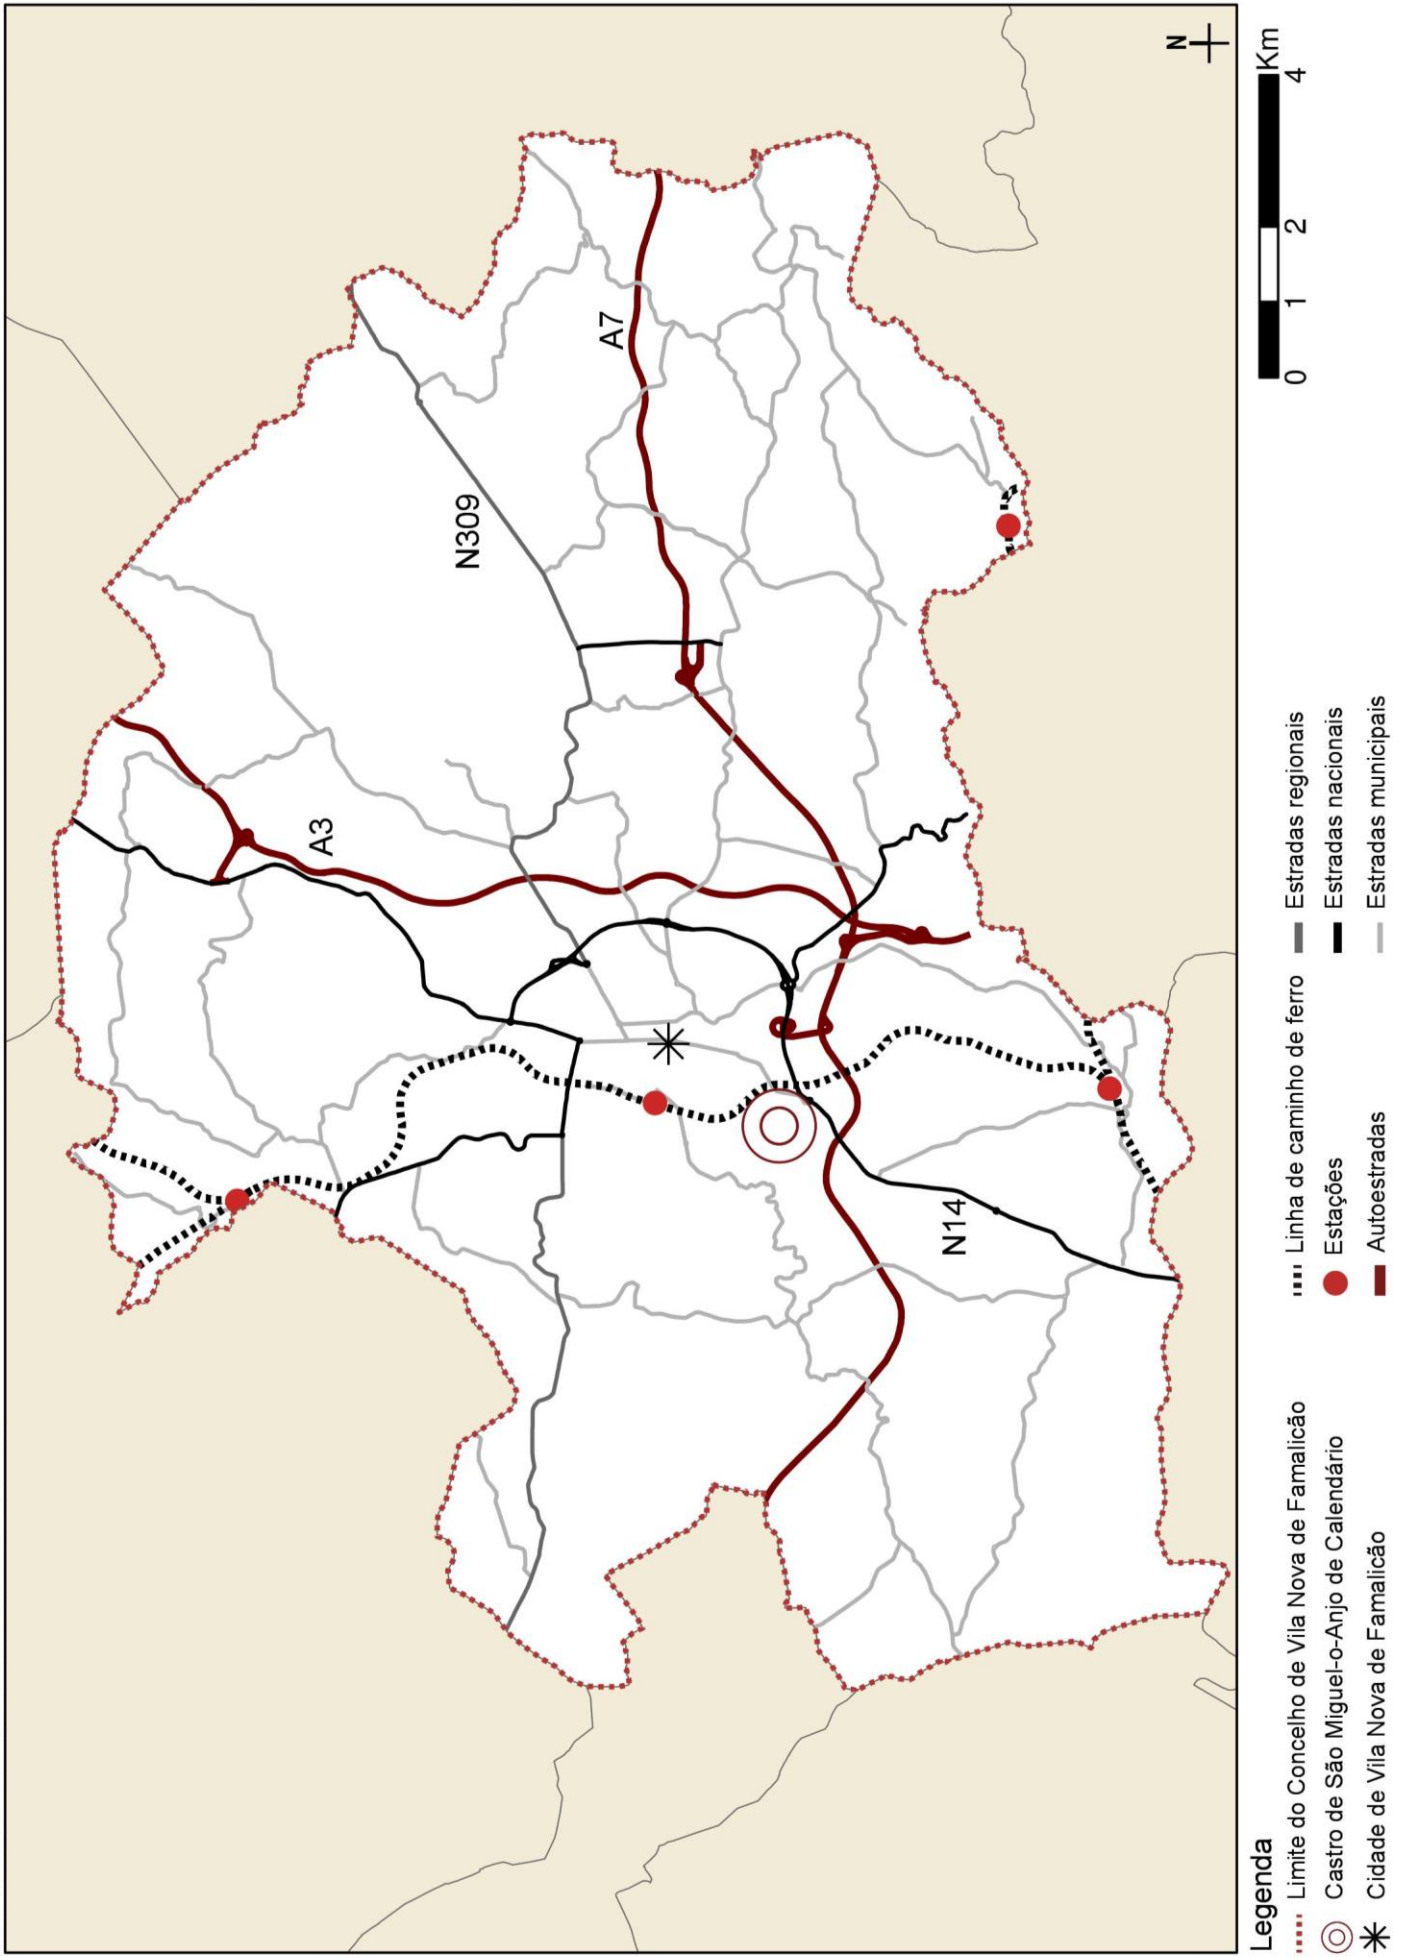 N
A7
N309
A3
N14
0 1 2 4 Km
Legenda
Limite do Concelho de Vila Nova de Famalicão
Castro de São Miguel-o-Anjo de Calendário
Cidade de Vila Nova de Famalicão
Linha de caminho de ferro
Estações
Autoestradas
Estradas regionais
Estradas nacionais
Estradas municipais